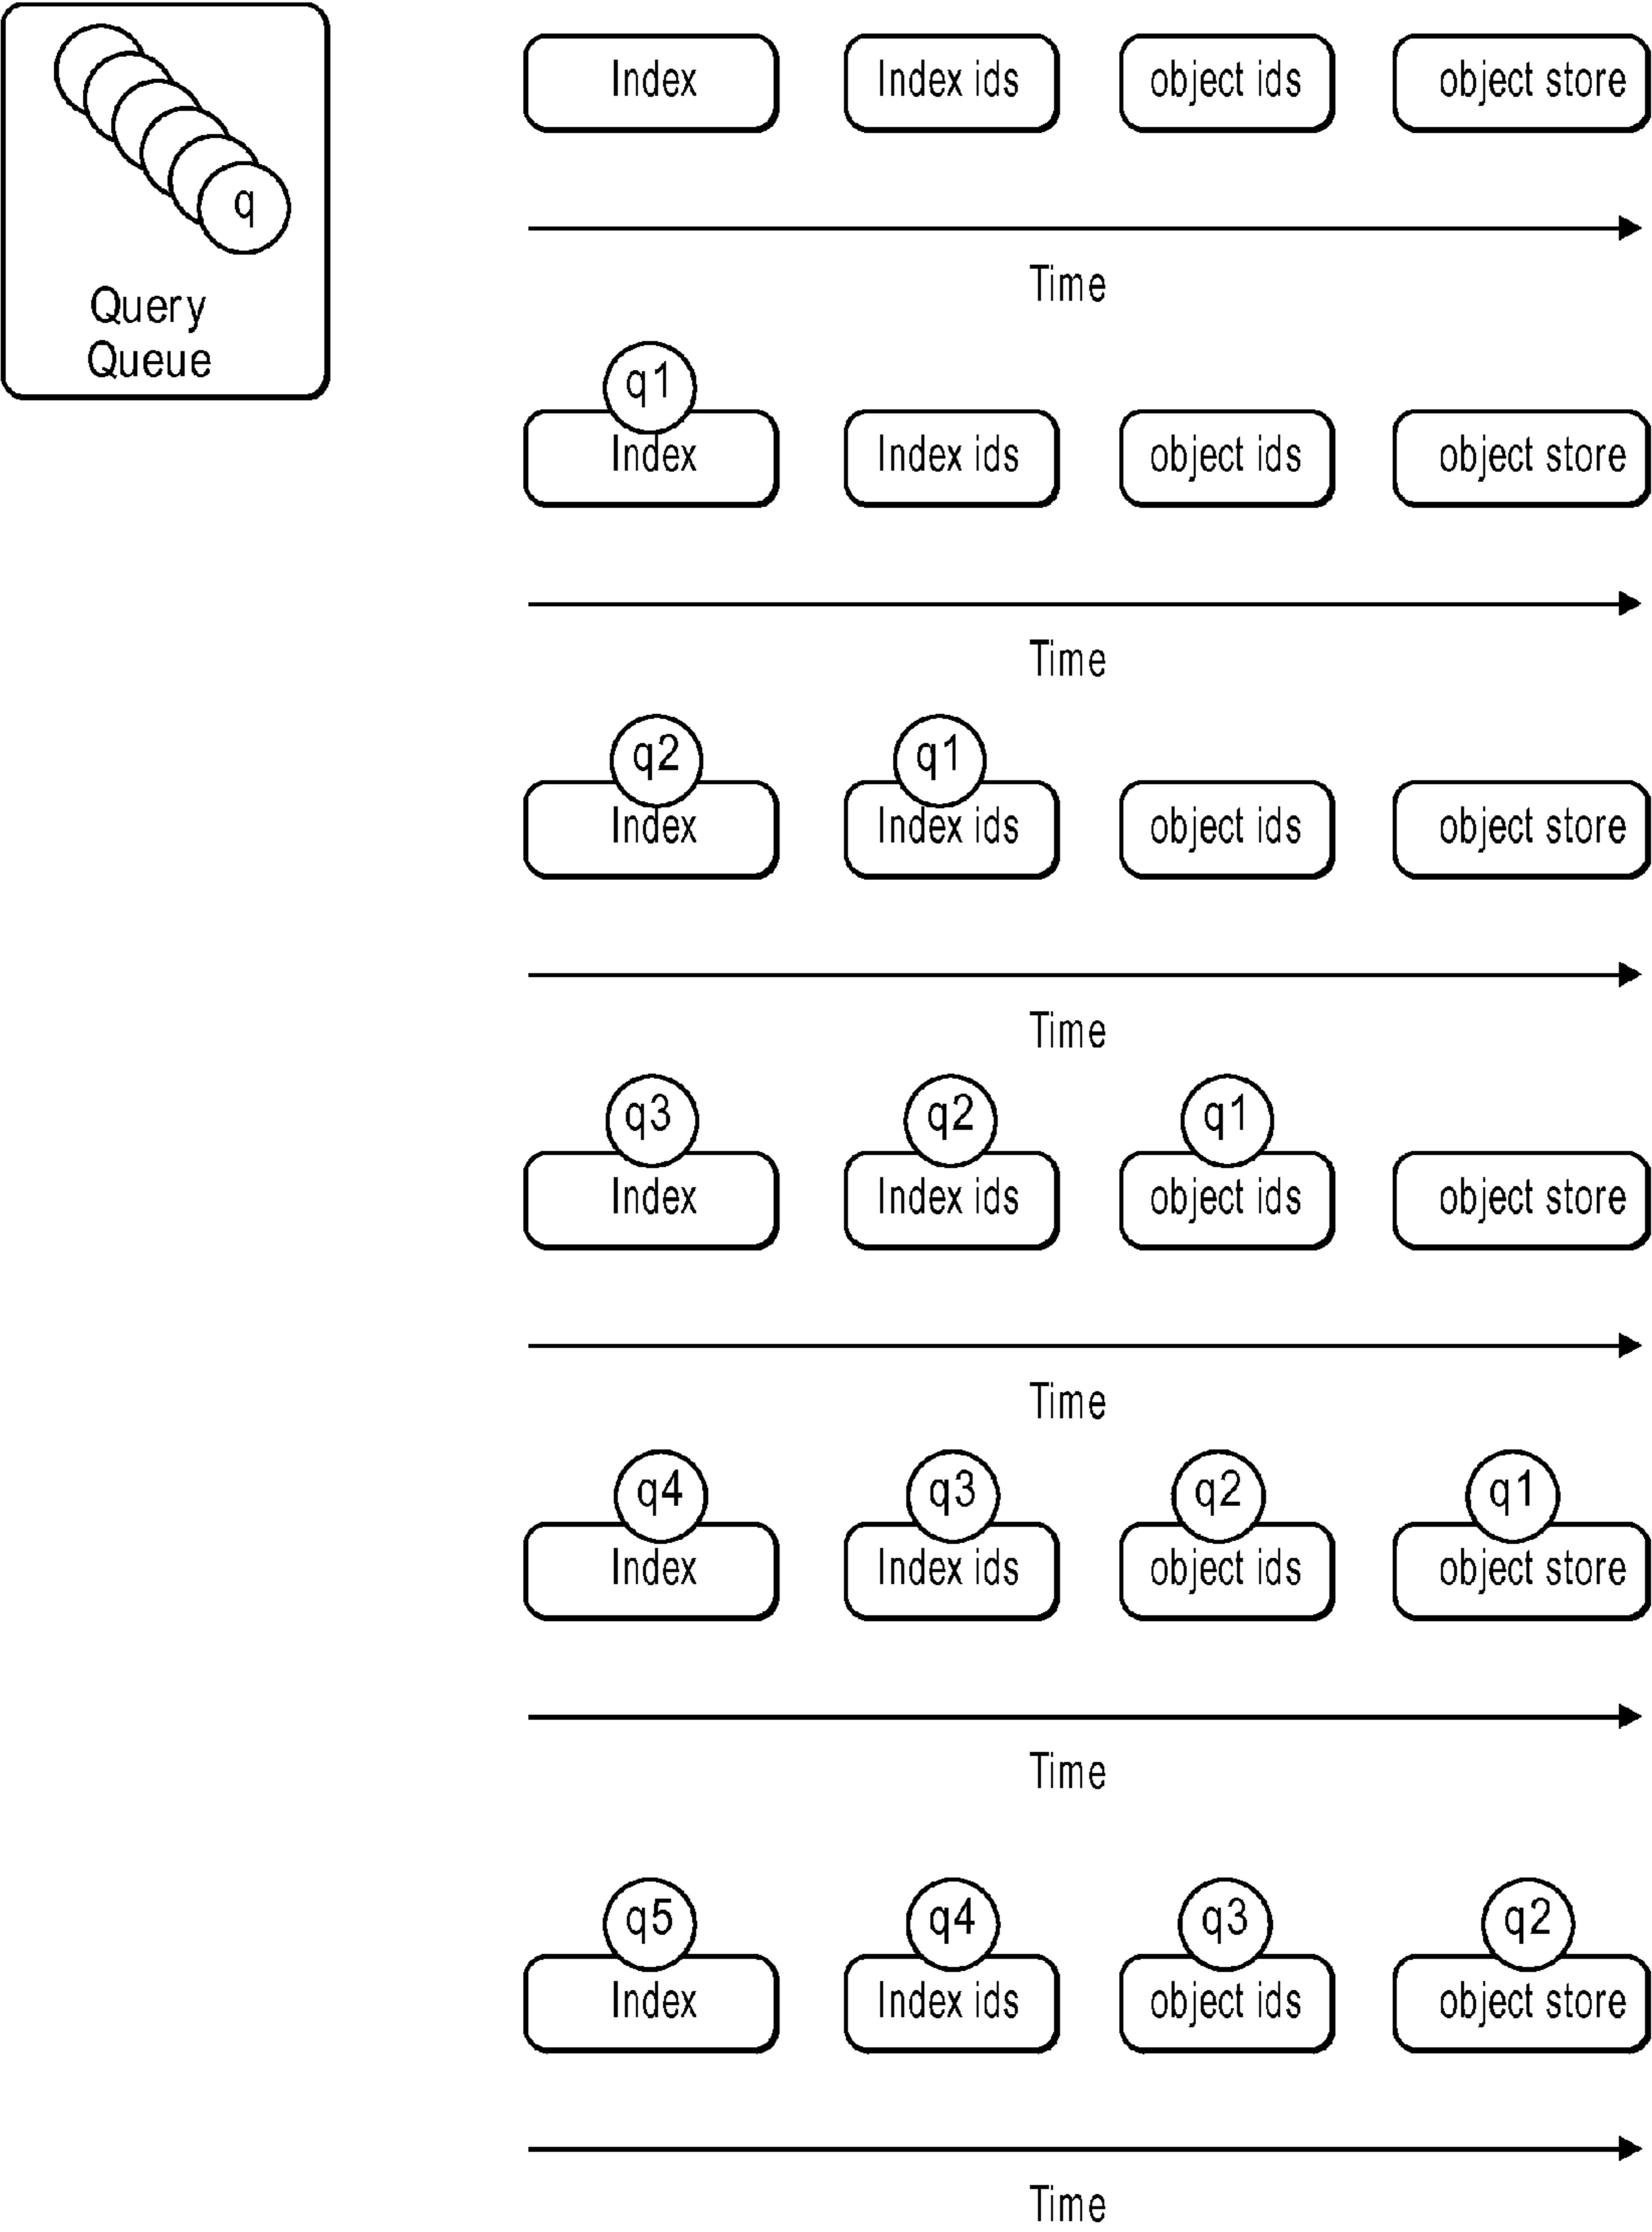 q
Query
Queue
Index Index ids object ids object store
Time
q1
Index Index ids object ids object store
Time
q2 q1
Index Index ids object ids object store
Time
q3 q2 q1
Index Index ids object ids object store
Time
q4 q3 q2 q1
Index Index ids object ids object store
Time
q5 q4 q3 q2
Index Index ids object ids object store
Time